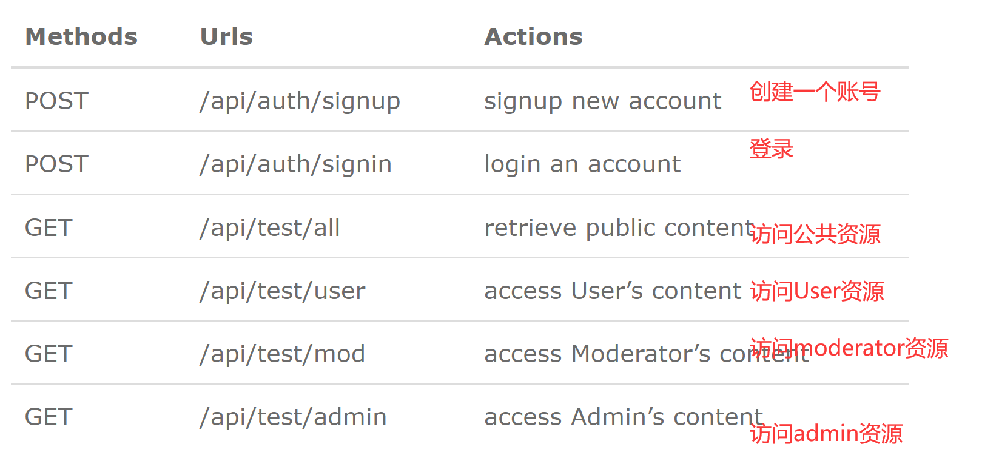 Methods Urls Actions
POST /api/auth/signup signup new account 创建一个账号
POST /api/auth/signin login an account 登录
GET /api/test/all retrieve public content 访问公共资源
GET /api/test/user access User’s content 访问User资源
GET /api/test/mod access Moderator’s content 访问moderator资源
GET /api/test/admin access Admin’s content 访问admin资源